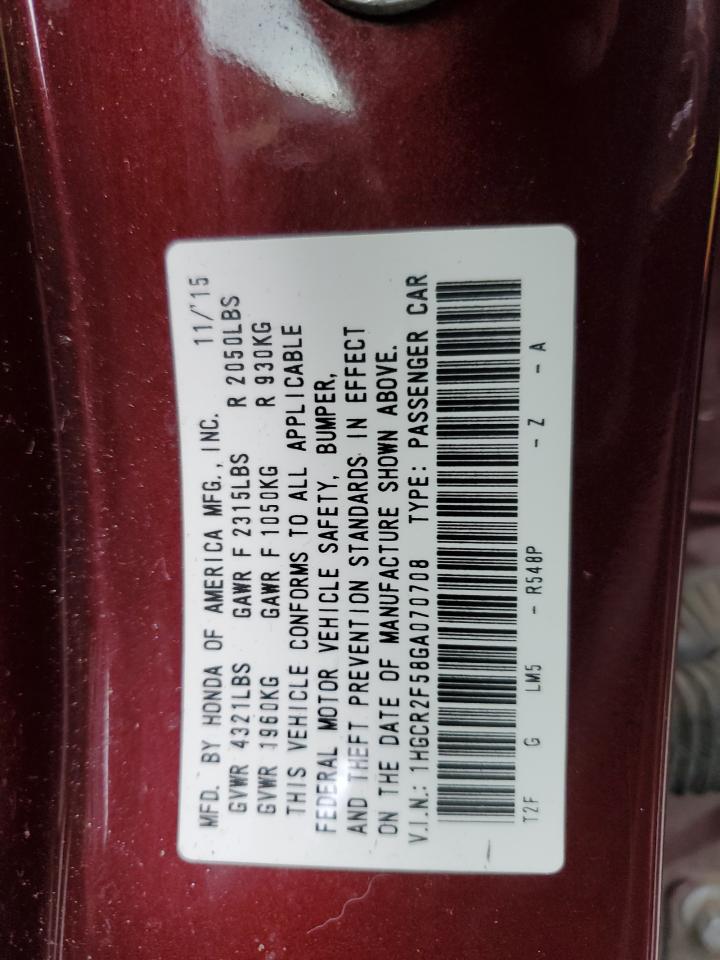 MFD. BY HONDA OF AMERICA MFG., INC. 11/'15
GVWR 4321LBS GAWR F 2315LBS R 2050LBS
GVWR 1960KG GAWR F 1050KG R 930KG
THIS VEHICLE CONFORMS TO ALL APPLICABLE
FEDERAL MOTOR VEHICLE SAFETY, BUMPER,
AND THEFT PREVENTION STANDARDS IN EFFECT
ON THE DATE OF MANUFACTURE SHOWN ABOVE.
V.I.N.: 1HGCR2F58GA070708 TYPE: PASSENGER CAR
T2F G LM5 - R548P - Z - A